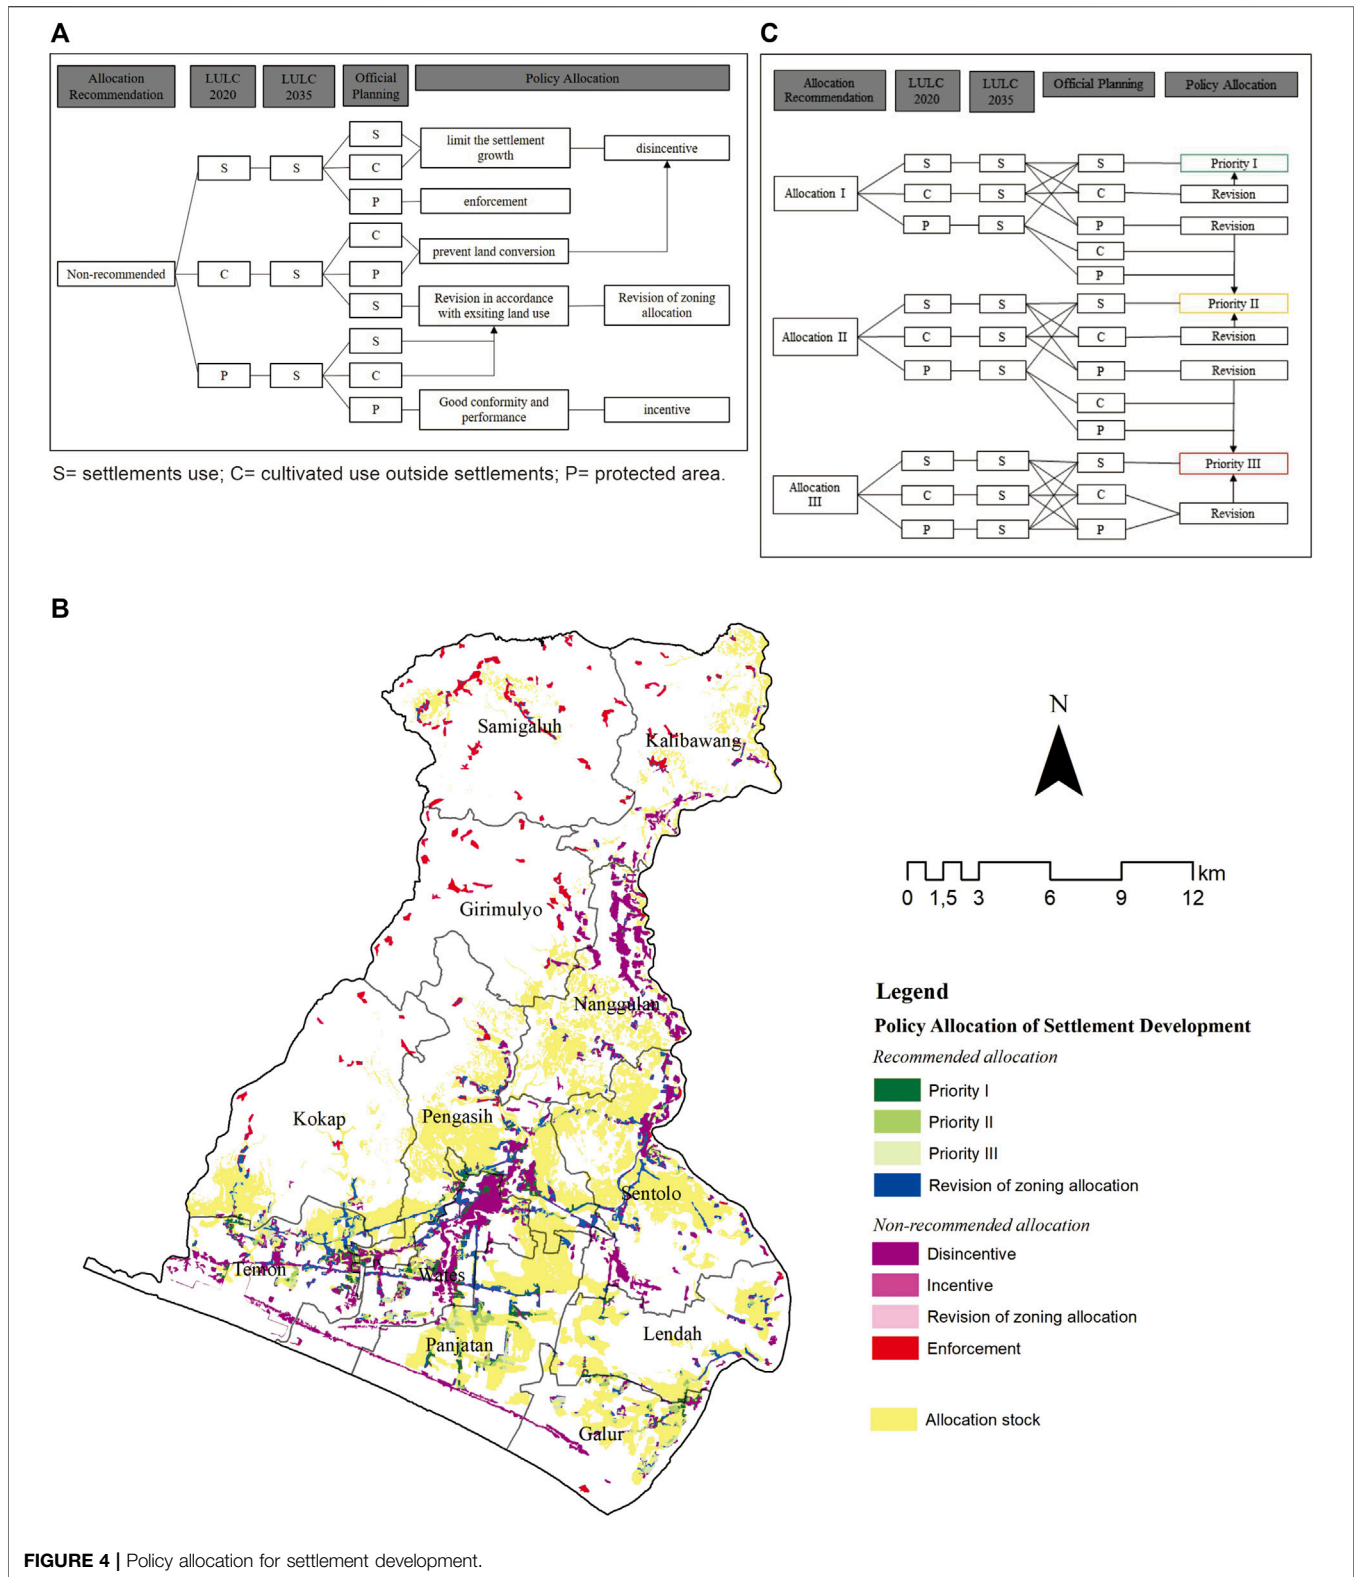 A
Allocation
Recommendation
LULC
2020
LULC
2035
Official
Planning
Policy Allocation
S
C
P
limit the settlement
growth
disincentive
S
S
enforcement
C
P
S
prevent land conversion
Non-recommended
C
S
Revision in accordance
with exsiting land use
Revision of zoning
allocation
S
C
P
P
S
Good conformity and
performance
incentive
S= settlements use; C= cultivated use outside settlements; P= protected area.
C
Allocation
Recommendation
LULC
2020
LULC
2035
Official Planning
Policy Allocation
Allocation I
S
S
S
Priority I
C
S
C
Revision
P
S
P
Revision
C
P
Allocation II
S
S
S
Priority II
C
S
C
Revision
P
S
P
Revision
C
P
Allocation
III
S
S
S
Priority III
C
S
C
Revision
P
S
P
B
Samigaluh
Kalibawang
Girimulyo
Nanggulan
Kokap
Pengasih
Sentolo
Temon
Wates
Panjatan
Lendah
Galur
N
km
0 1,5 3 6 9 12
Legend
Policy Allocation of Settlement Development
Recommended allocation
Priority I
Priority II
Priority III
Revision of zoning allocation
Non-recommended allocation
Disincentive
Incentive
Revision of zoning allocation
Enforcement
Allocation stock
FIGURE 4 | Policy allocation for settlement development.